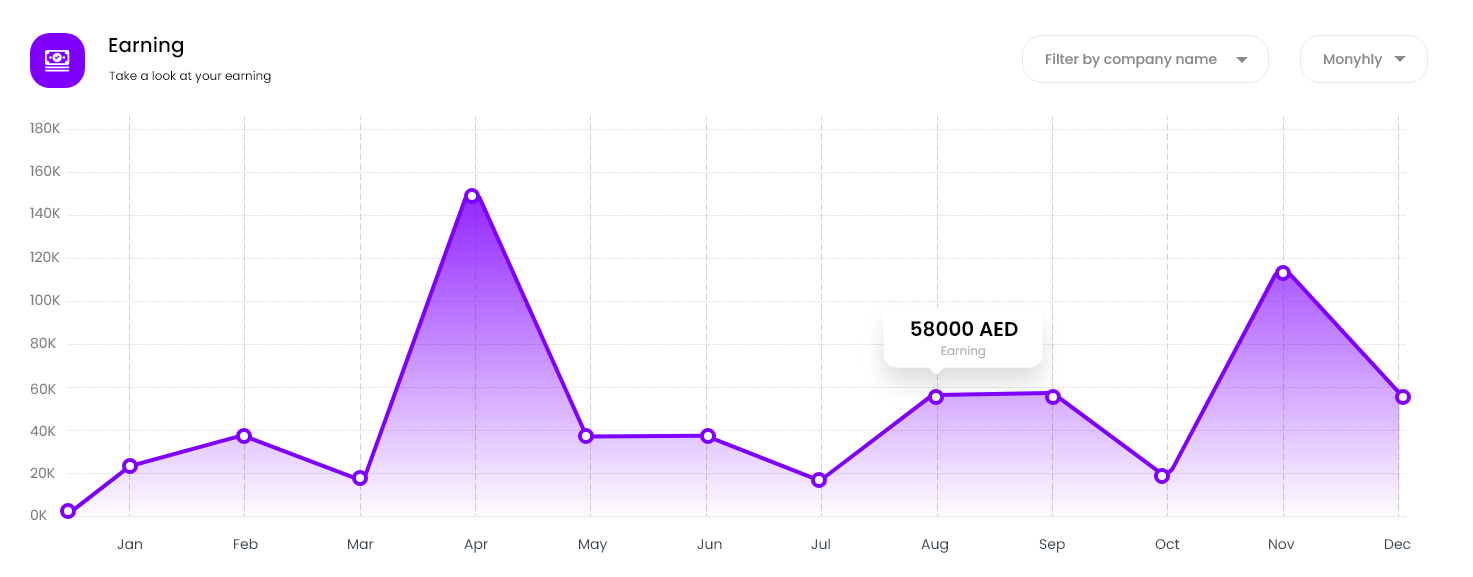 Earning
Take a look at your earning
Filter by company name
Monyhly
180K
160K
140K
120K
100K
80K
60K
40K
20K
0K
58000 AED
Earning
Jan Feb Mar Apr May Jun Jul Aug Sep Oct Nov Dec